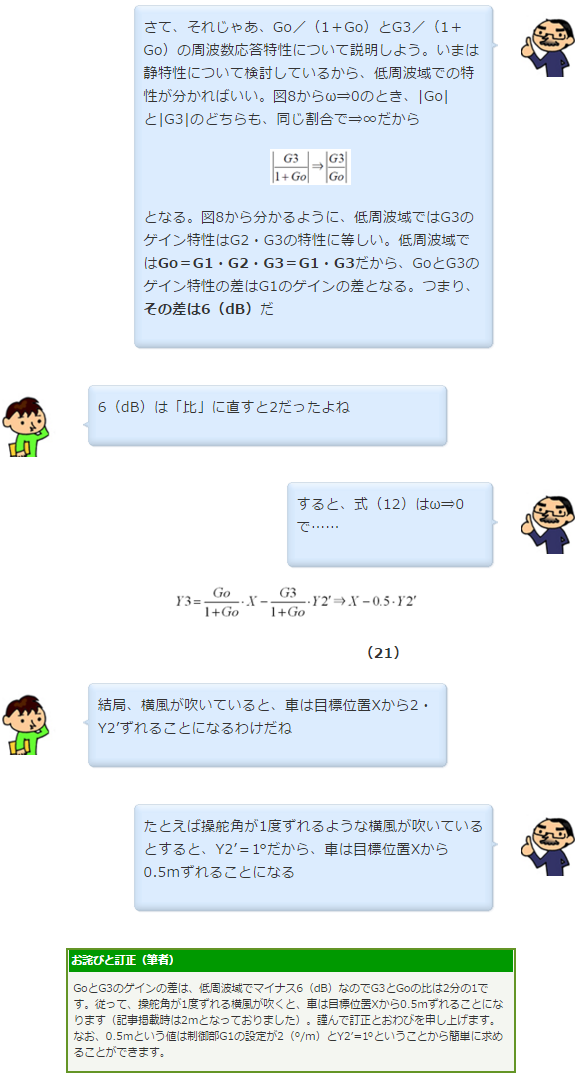 さて、それじゃあ、Go／（1＋Go）とG3／（1＋
Go）の周波数応答特性について説明しよう。いまは
静特性について検討しているから、低周波域での特
性が分かればいい。図8からω⇒0のとき、|Go|
と|G3|のどちらも、同じ割合で⇒∞だから
|G3/(1+Go)|⇒|G3/Go|
となる。図8から分かるように、低周波域ではG3の
ゲイン特性はG2・G3の特性に等しい。低周波域で
はGo＝G1・G2・G3＝G1・G3だから、GoとG3の
ゲイン特性の差はG1のゲインの差となる。つまり、
その差は6（dB）だ
6（dB）は「比」に直すと2だったよね
すると、式（12）はω⇒0
で……
Y3=Go/(1+Go)·X−G3/(1+Go)·Y2′⇒X−0.5·Y2′
（21）
結局、横風が吹いていると、車は目標位置Xから2・
Y2’ずれることになるわけだね
たとえば操舵角が1度ずれるような横風が吹いている
とすると、Y2’＝1ºだから、車は目標位置Xから
0.5mずれることになる
お詫びと訂正（筆者）
GoとG3のゲインの差は、低周波域でマイナス6（dB）なのでG3とGoの比は2分の1で
す。従って、操舵角が1度ずれる横風が吹くと、車は目標位置Xから0.5mずれることにな
ります（記事掲載時は2mとなっておりました）。謹んで訂正とおわびを申し上げます。
なお、0.5mという値は制御部G1の設定が2（º/m）とY2’=1ºということから簡単に求め
ることができます。